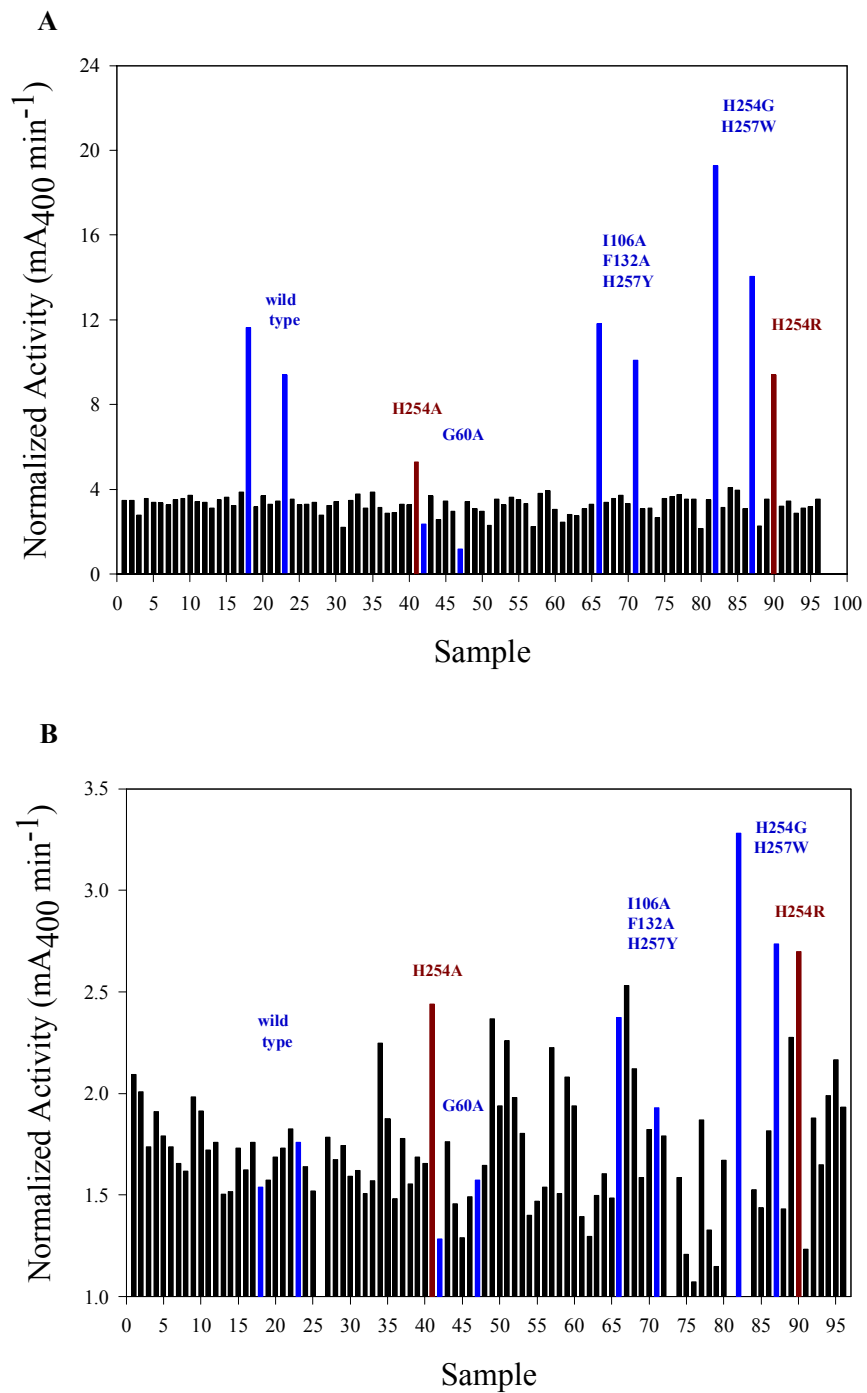 A
Normalized Activity (mA400 min-1)
24
20
16
12
8
4
0
H254G
H257W
I106A
F132A
H257Y
wild
type
H254R
H254A
G60A
0 5 10 15 20 25 30 35 40 45 50 55 60 65 70 75 80 85 90 95 100
Sample
B
Normalized Activity (mA400 min-1)
3.5
3.0
2.5
2.0
1.5
1.0
H254G
H257W
I106A
F132A
H257Y
H254R
H254A
wild
type
G60A
0 5 10 15 20 25 30 35 40 45 50 55 60 65 70 75 80 85 90 95
Sample